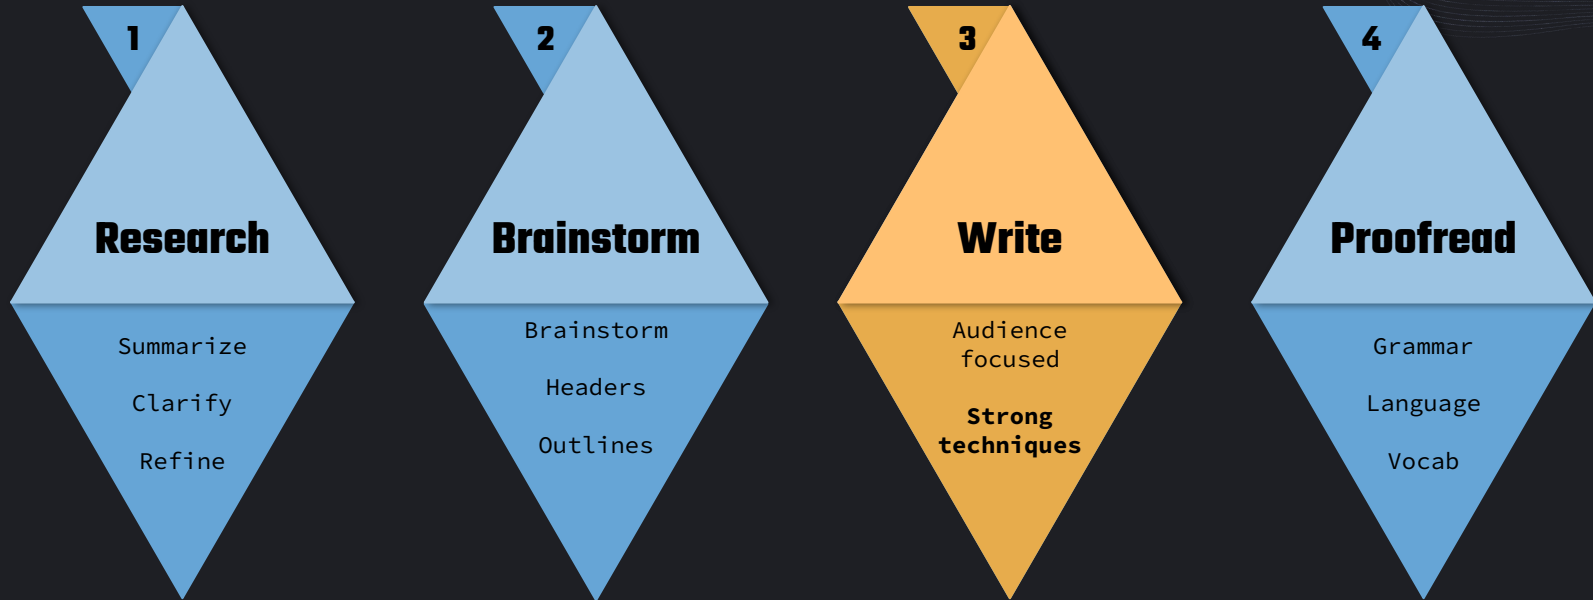 1
Research
Summarize
Clarify
Refine
2
Brainstorm
Brainstorm
Headers
Outlines
3
Write
Audience
focused
Strong
techniques
4
Proofread
Grammar
Language
Vocab